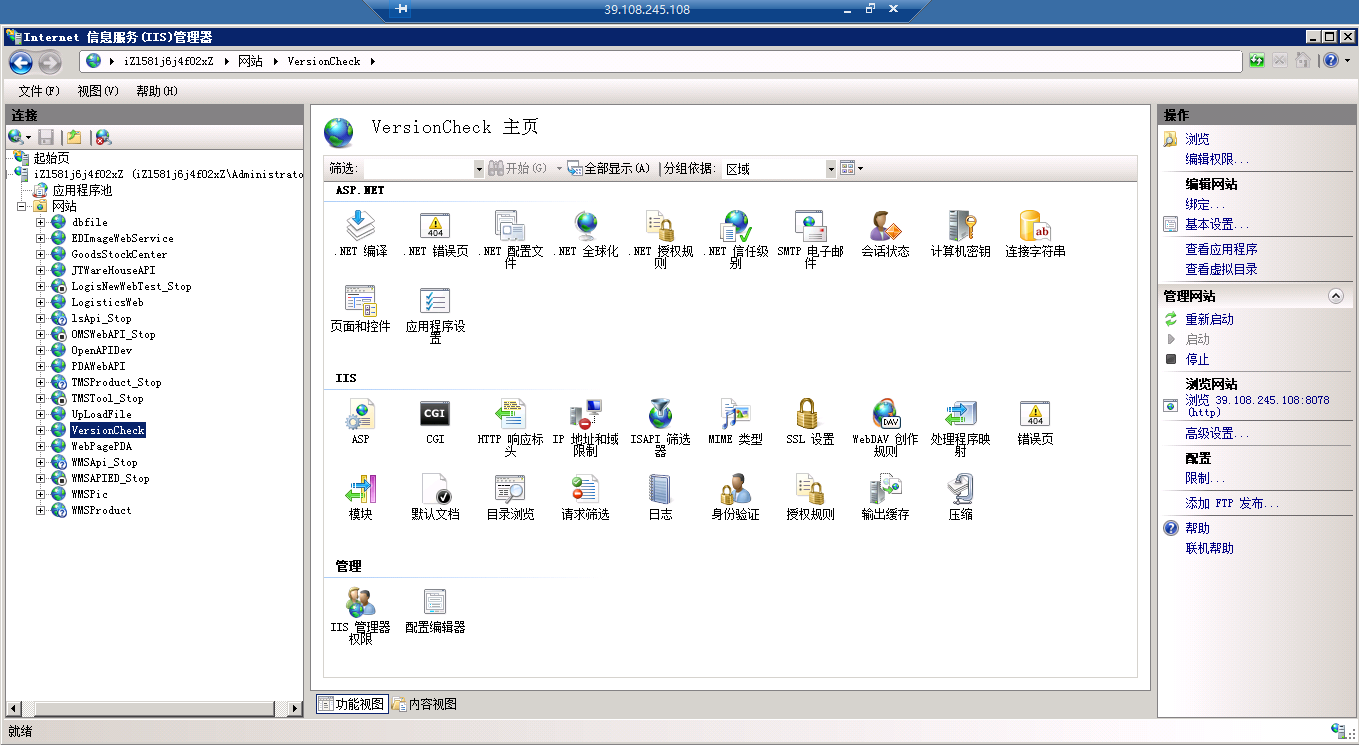 39.108.245.108
Internet 信息服务(IIS)管理器
iZl581j6j4f02xZ 网站 VersionCheck
文件(F) 视图(V) 帮助(H)
连接
起始页
iZl581j6j4f02xZ (iZl581j6j4f02xZ\Administrato
应用程序池
网站
dbfile
EDImageWebService
GoodsStockCenter
JTWareHouseAPI
LogisNewWebTest_Stop
LogisticsWeb
lsApi_Stop
OMSWebAPI_Stop
OpenAPIDev
PDAWebAPI
TMSProduct_Stop
TMSTool_Stop
UpLoadFile
VersionCheck
WebPagePDA
WMSApi_Stop
WMSAPIED_Stop
WMSPic
WMSProduct
VersionCheck 主页
筛选: 开始(G) 全部显示(A) 分组依据: 区域
ASP.NET
.NET 编译
.NET 错误页
.NET 配置文
件
.NET 全球化
.NET 授权规
则
.NET 信任级
别
SMTP 电子邮
件
会话状态
计算机密钥
连接字符串
页面和控件
应用程序设
置
IIS
ASP
CGI
CGI
HTTP 响应标
头
IP 地址和域
限制
ISAPI 筛选
器
MIME 类型
SSL 设置
DAV
WebDAV 创作
规则
处理程序映
射
404
错误页
模块
默认文档
目录浏览
请求筛选
日志
身份验证
授权规则
输出缓存
压缩
管理
IIS 管理器
权限
配置编辑器
功能视图 内容视图
操作
浏览
编辑权限...
编辑网站
绑定...
基本设置...
查看应用程序
查看虚拟目录
管理网站
重新启动
启动
停止
浏览网站
浏览 39.108.245.108:8078
(http)
高级设置...
配置
限制...
添加 FTP 发布...
帮助
联机帮助
就绪